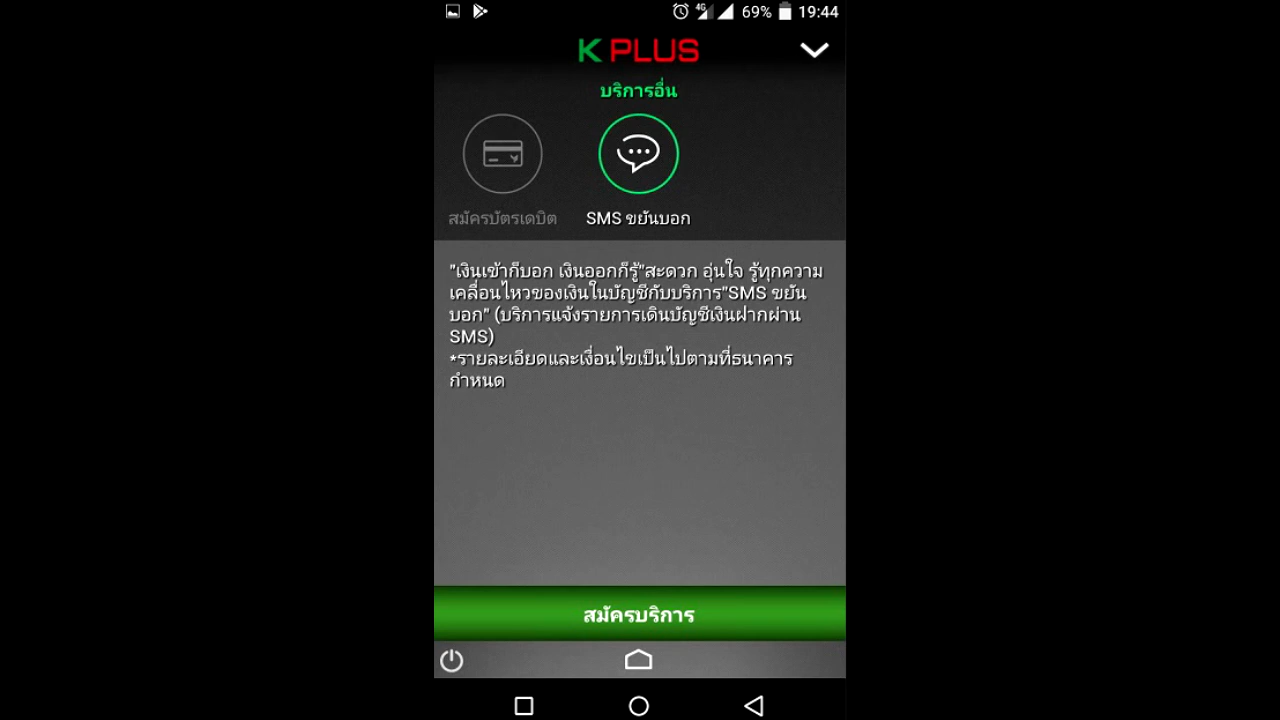 4G 69% 19:44
K PLUS
บริการอื่น
สมัครบัตรเดบิต SMS ขยันบอก
"เงินเข้าก็บอก เงินออกก็รู้"สะดวก อุ่นใจ รู้ทุกความ
เคลื่อนไหวของเงินในบัญชีกับบริการ"SMS ขยัน
บอก" (บริการแจ้งรายการเดินบัญชีเงินฝากผ่าน
SMS)
*รายละเอียดและเงื่อนไขเป็นไปตามที่ธนาคาร
กำหนด
สมัครบริการ